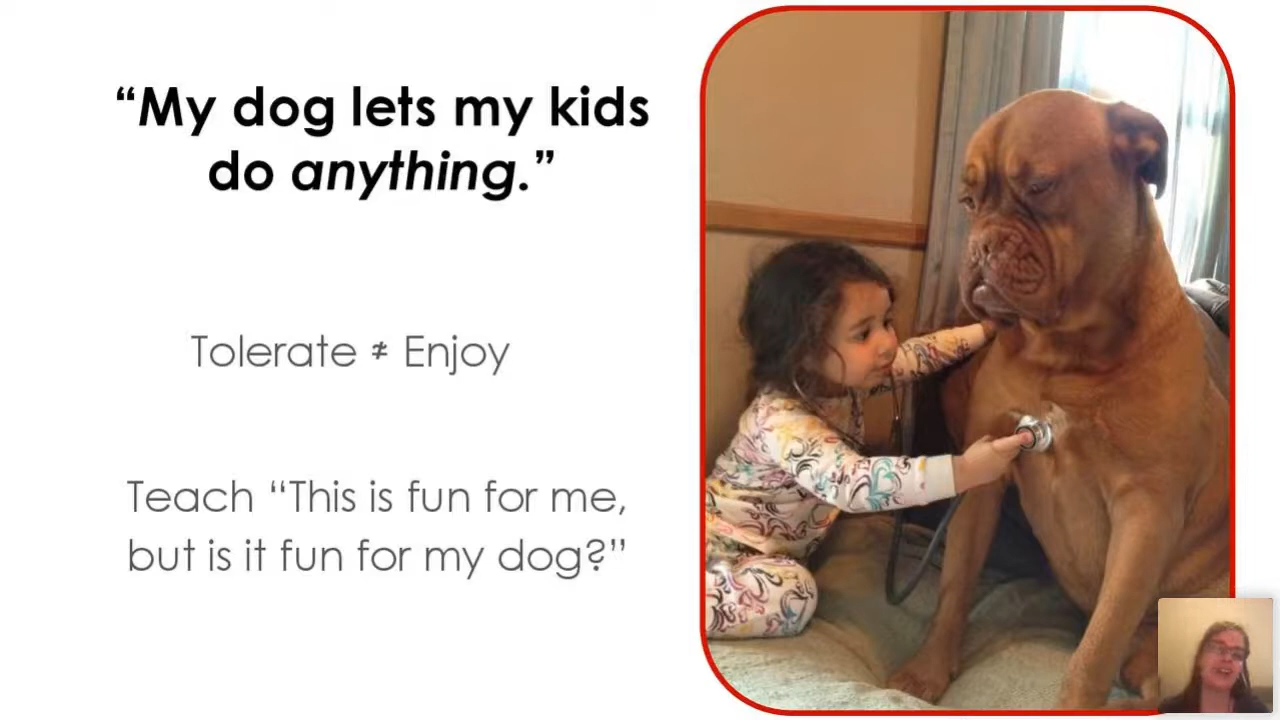 “My dog lets my kids
do anything.”
Tolerate ≠ Enjoy
Teach “This is fun for me,
but is it fun for my dog?”